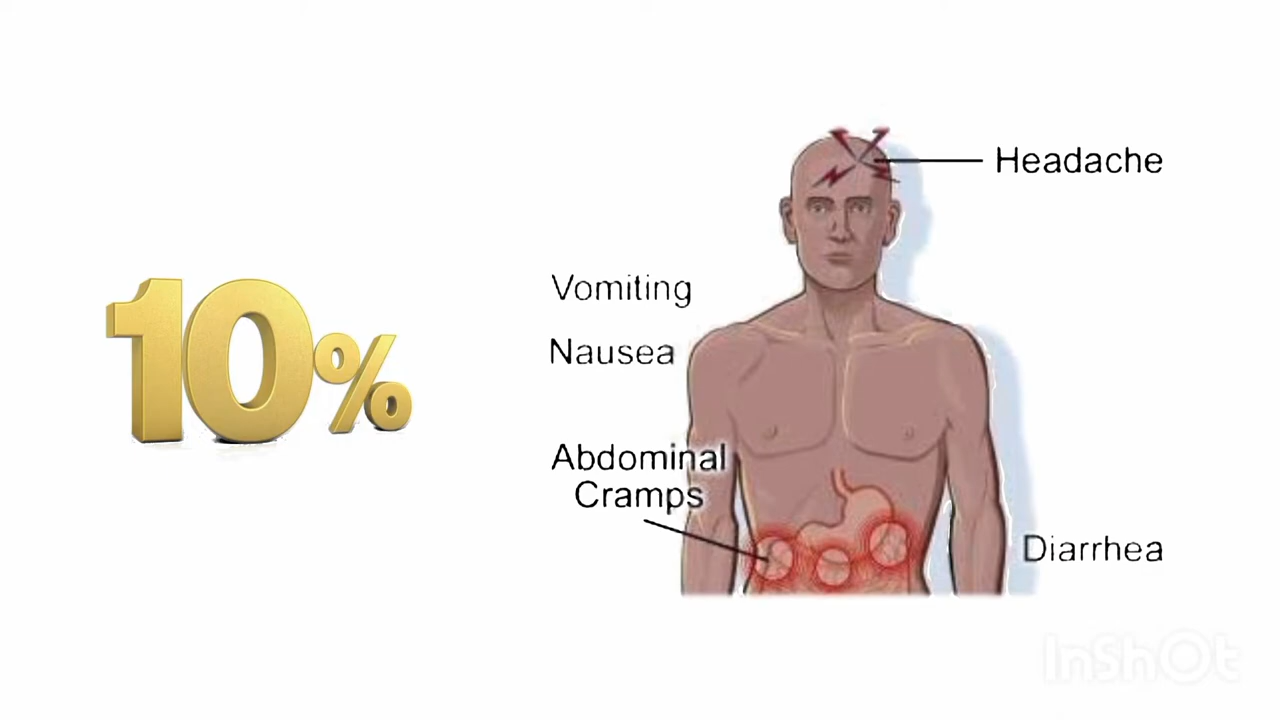 10%
Headache
Vomiting
Nausea
Abdominal
Cramps
Diarrhea
InShOt